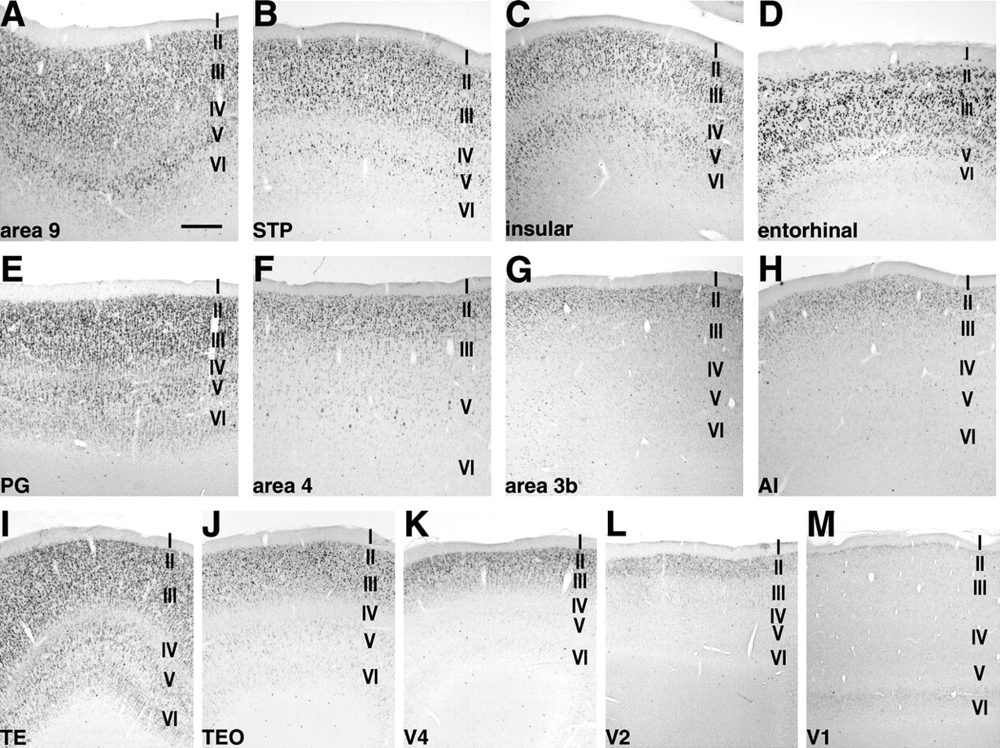 A
I
II
III
IV
V
VI
area 9
B
I
II
III
IV
V
VI
STP
C
I
II
III
IV
V
VI
insular
D
I
II
III
V
VI
entorhinal
E
I
II
III
IV
V
VI
PG
F
I
II
III
V
VI
area 4
G
I
II
III
IV
V
VI
area 3b
H
I
II
III
IV
V
VI
AI
I
I
II
III
IV
V
VI
TE
J
I
II
III
IV
V
VI
TEO
K
I
II
III
IV
V
VI
V4
L
I
II
III
IV
V
VI
V2
M
I
II
III
IV
V
VI
V1